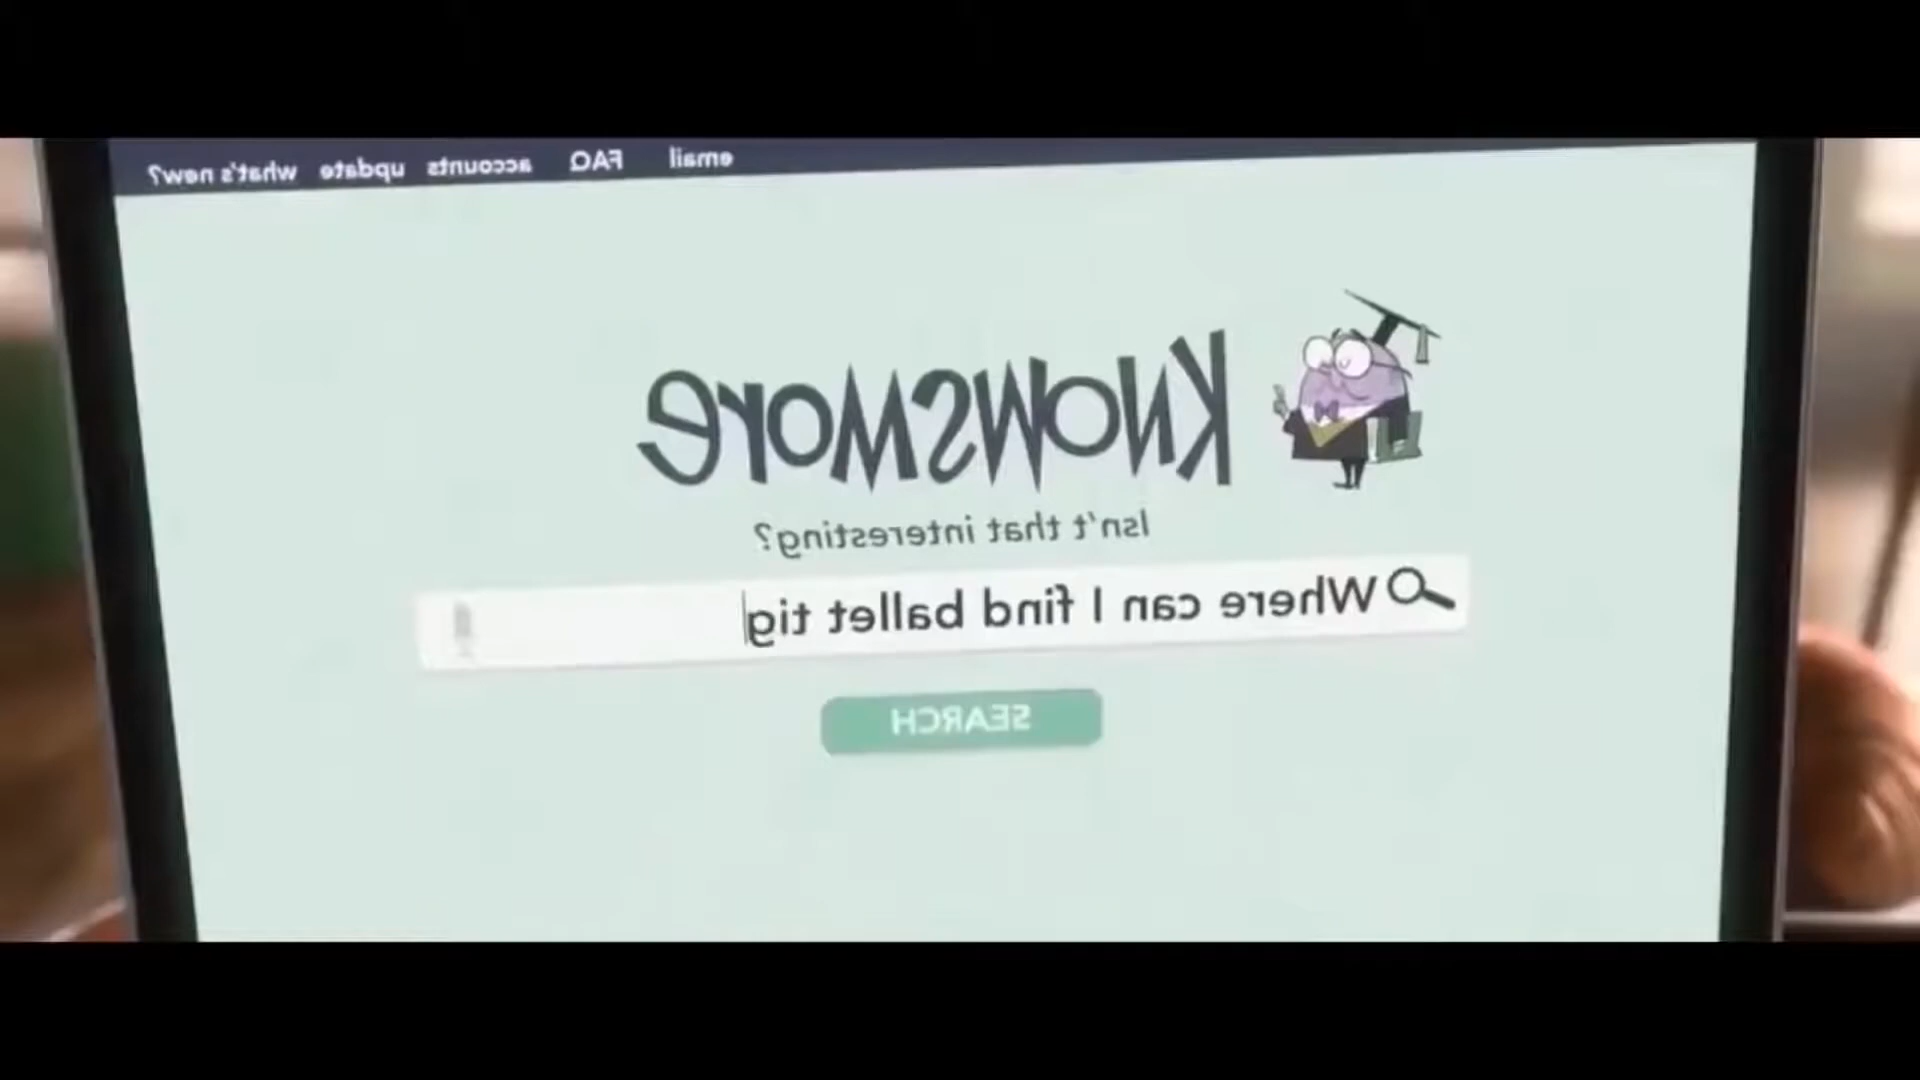 email FAQ accounts update what's new?
KnowsMore
Isn't that interesting?
Where can I find ballet tig
SEARCH